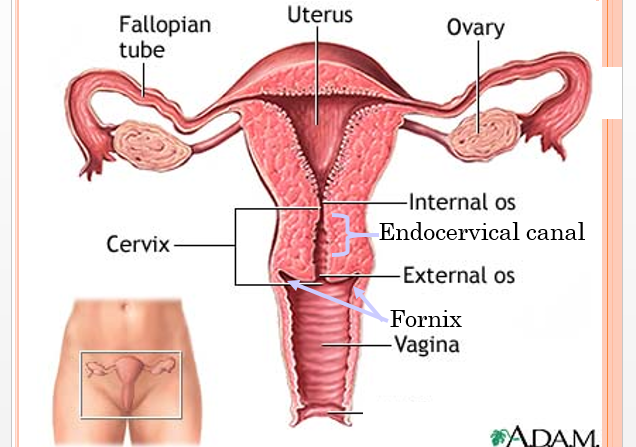 Fallopian
tube
Uterus
Ovary
Internal os
Endocervical canal
Cervix
External os
Fornix
Vagina
A.D.A.M.